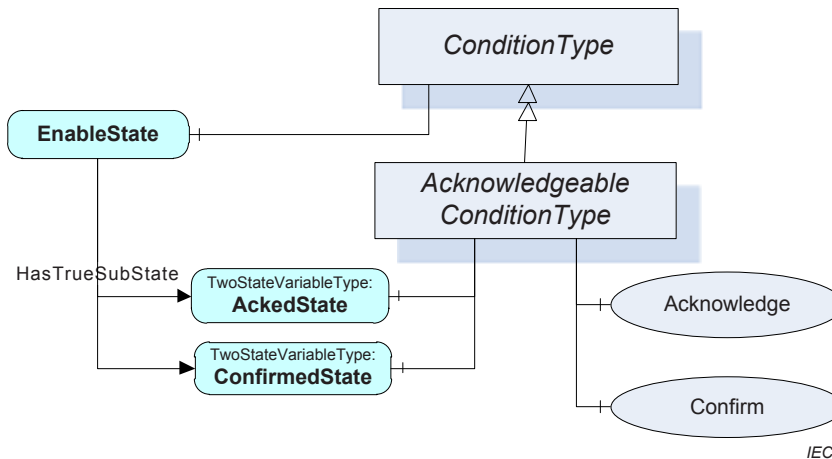 ConditionType
EnableState
Acknowledgeable
ConditionType
HasTrueSubState
TwoStateVariableType:
AckedState
Acknowledge
TwoStateVariableType:
ConfirmedState
Confirm
IEC